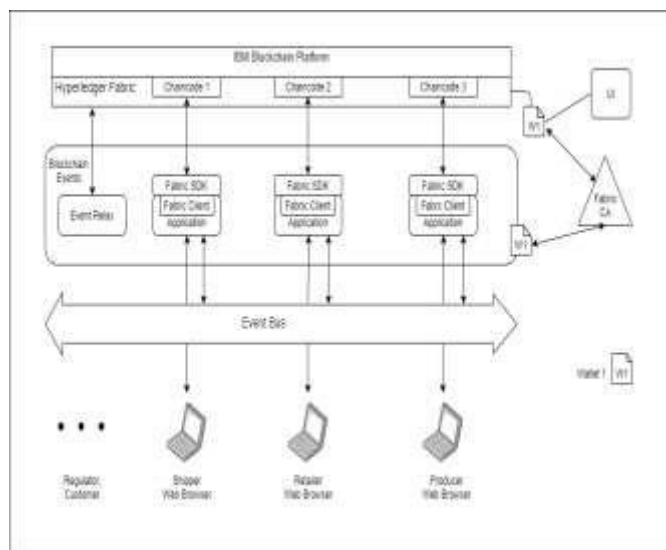 IBM Blockchain Platform
Hyperledger Fabric
Chaincode 1
Chaincode 2
Chaincode 3
W1
UI
Blockchain
Events
Event Relay
Fabric SDK
Fabric Client
Application
Fabric SDK
Fabric Client
Application
Fabric SDK
Fabric Client
Application
Fabric
CA
W1
Event Bus
Wallet 1
W1
Regulator,
Customer
Shipper
Web Browser
Retailer
Web Browser
Producer
Web Browser